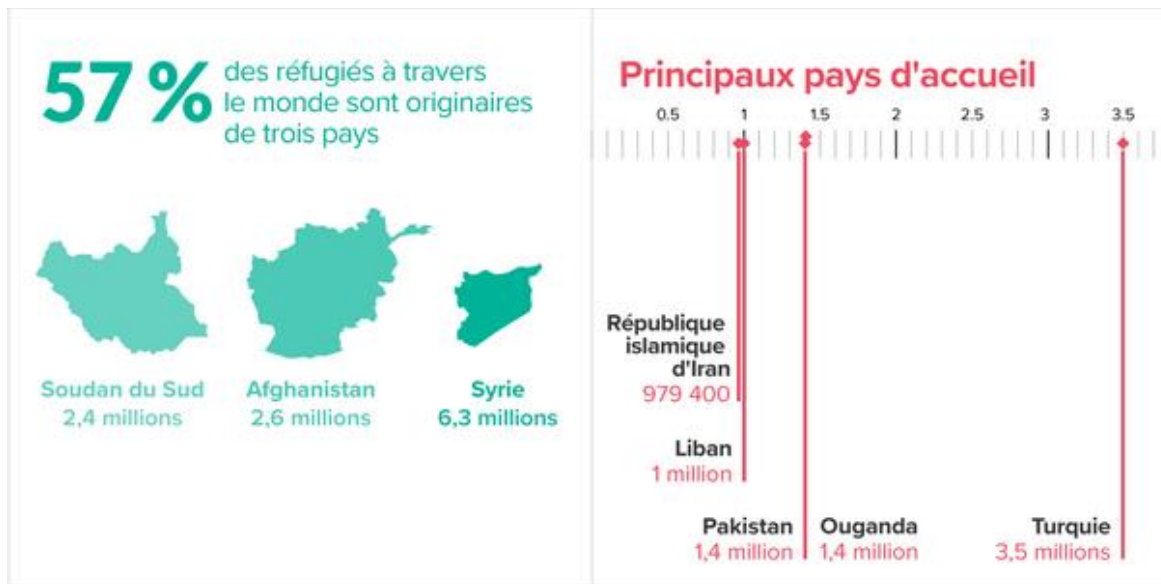 57 %
des réfugiés à travers
le monde sont originaires
de trois pays
Soudan du Sud
2,4 millions
Afghanistan
2,6 millions
Syrie
6,3 millions
Principaux pays d'accueil
0.5 1 1.5 2 2.5 3 3.5
République
islamique
d'Iran
979 400
Liban
1 million
Pakistan
1,4 million
Ouganda
1,4 million
Turquie
3,5 millions